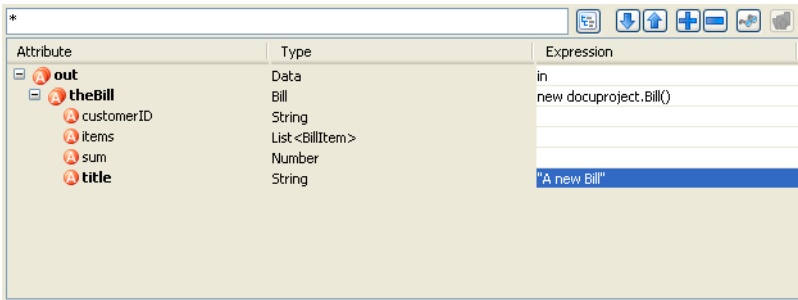 *
Attribute Type Expression
out Data in
theBill Bill new docuproject.Bill()
customerID String
items List<BillItem>
sum Number
title String "A new Bill"